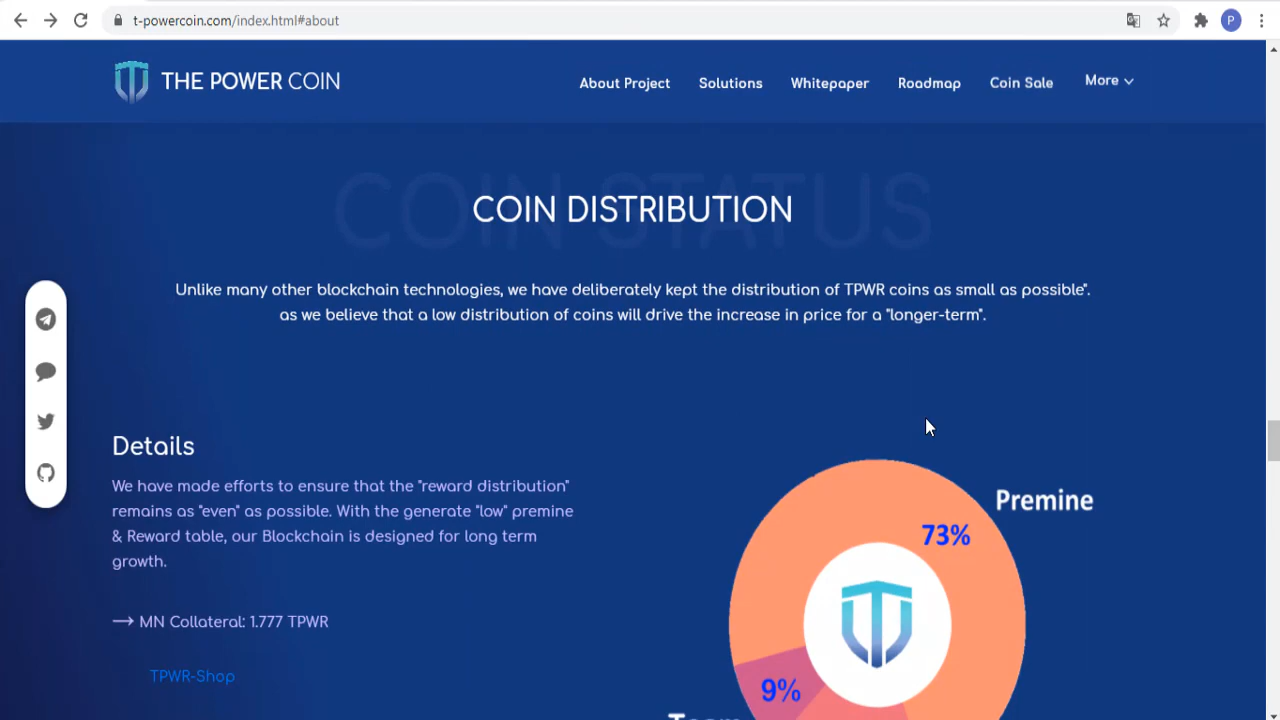 t-powercoin.com/index.html#about
P
THE POWER COIN
About Project
Solutions
Whitepaper
Roadmap
Coin Sale
More
COIN STATUS
COIN DISTRIBUTION
Unlike many other blockchain technologies, we have deliberately kept the distribution of TPWR coins as small as possible".
as we believe that a low distribution of coins will drive the increase in price for a "longer-term".
Details
We have made efforts to ensure that the "reward distribution"
remains as "even" as possible. With the generate "low" premine
& Reward table, our Blockchain is designed for long term
growth.
→ MN Collateral: 1.777 TPWR
TPWR-Shop
Premine
73%
9%